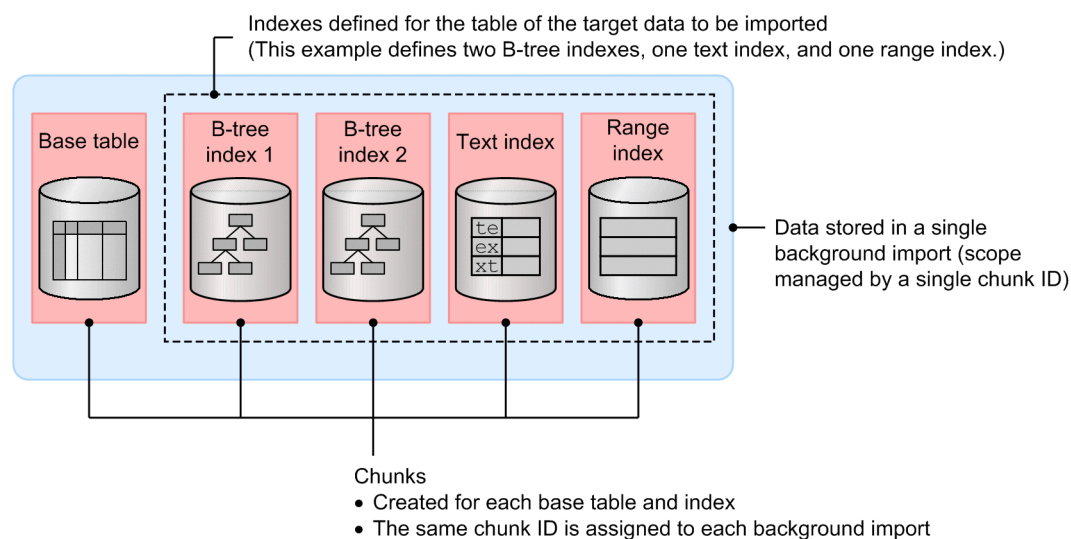 Indexes defined for the table of the target data to be imported
(This example defines two B-tree indexes, one text index, and one range index.)
Base table
B-tree
index 1
B-tree
index 2
Text index
Range
index
te
ex
xt
Data stored in a single
background import (scope
managed by a single chunk ID)
Chunks
• Created for each base table and index
• The same chunk ID is assigned to each background import